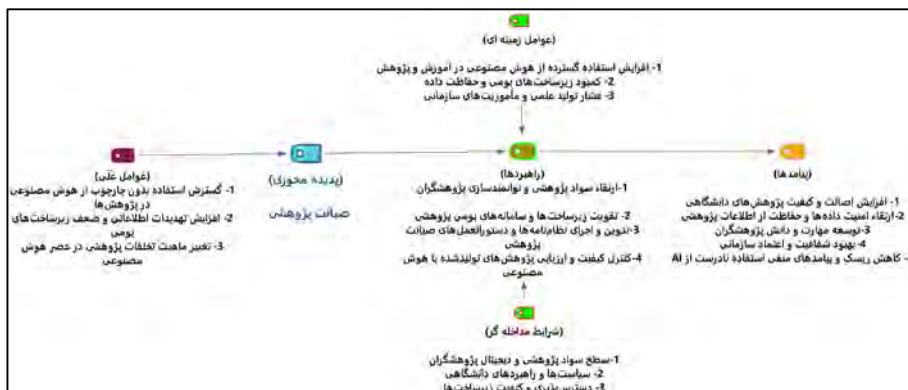 (عوامل زمینه ای)
1- افزایش استفاده گسترده از هوش مصنوعی در آموزش و پژوهش
2- کمبود زیرساخت‌های بومی و حفاظت داده
3- فشار تولید علمی و مأموریت‌های سازمانی
(عوامل علی)
1- گسترش استفاده بدون چارچوب از هوش مصنوعی
در پژوهش‌ها
2- افزایش تهدیدات اطلاعاتی و ضعف زیرساخت‌های
بومی
3- تغییر ماهیت تخلفات پژوهشی در عصر هوش
مصنوعی
(پدیده محوری)
صیانت پژوهشی
(راهبردها)
1-ارتقاء سواد پژوهشی و توانمندسازی پژوهشگران
2- تقویت زیرساخت‌ها و سامانه‌های بومی پژوهشی
3-تدوین و اجرای نظام‌نامه‌ها و دستورالعمل‌های صیانت
پژوهشی
4-کنترل کیفیت و ارزیابی پژوهش‌های تولیدشده با هوش
مصنوعی
(پیامدها)
1- افزایش اصالت و کیفیت پژوهش‌های دانشگاهی
2-ارتقاء امنیت داده‌ها و حفاظت از اطلاعات پژوهشی
3-توسعه مهارت و دانش پژوهشگران
4- بهبود شفافیت و اعتماد سازمانی
کاهش ریسک و پیامدهای منفی استفاده نادرست از AI
(شرایط مداخله گر)
1-سطح سواد پژوهشی و دیجیتال پژوهشگران
2- سیاست‌ها و راهبردهای دانشگاهی
3- دسترس‌پذیری و کیفیت زیرساخت‌ها